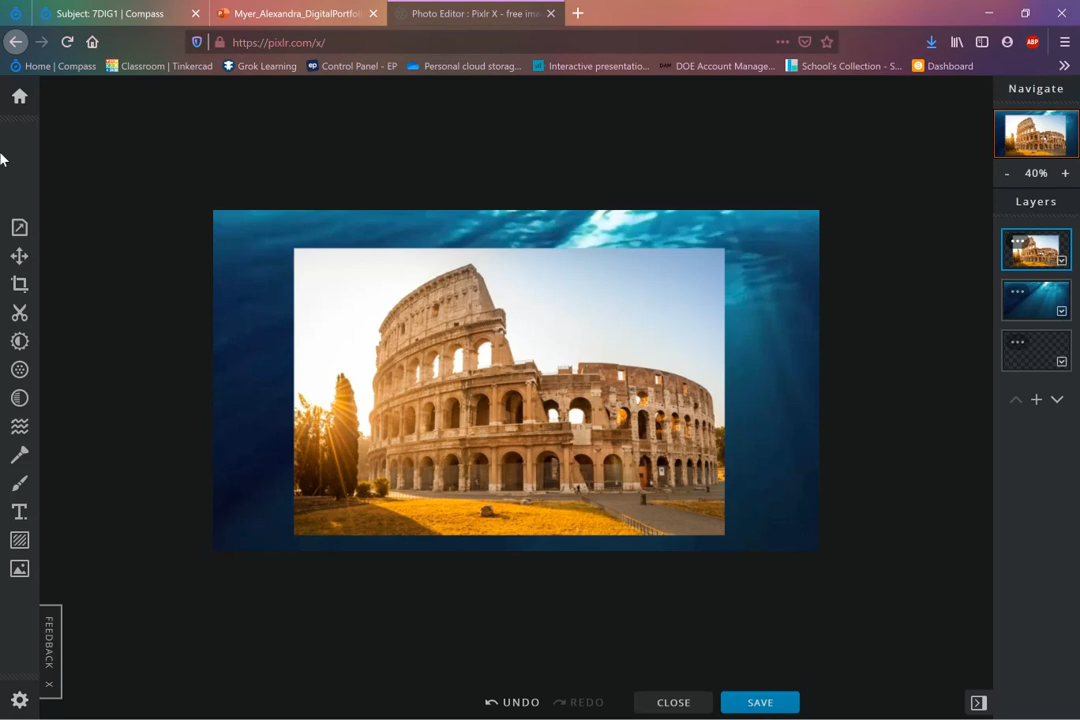 Subject: 7DIG1 | Compass
Myer_Alexandra_DigitalPortfol
Photo Editor : Pixlr X - free ima
https://pixlr.com/x/
ABP
Home | Compass
Classroom | Tinkercad
Grok Learning
ep
Control Panel - EP
Personal cloud storag...
Interactive presentatio...
DOE Account Manage...
School's Collection - S...
Dashboard
Navigate
- 40% +
Layers
T.
FEEDBACK X
UNDO
REDO
CLOSE
SAVE